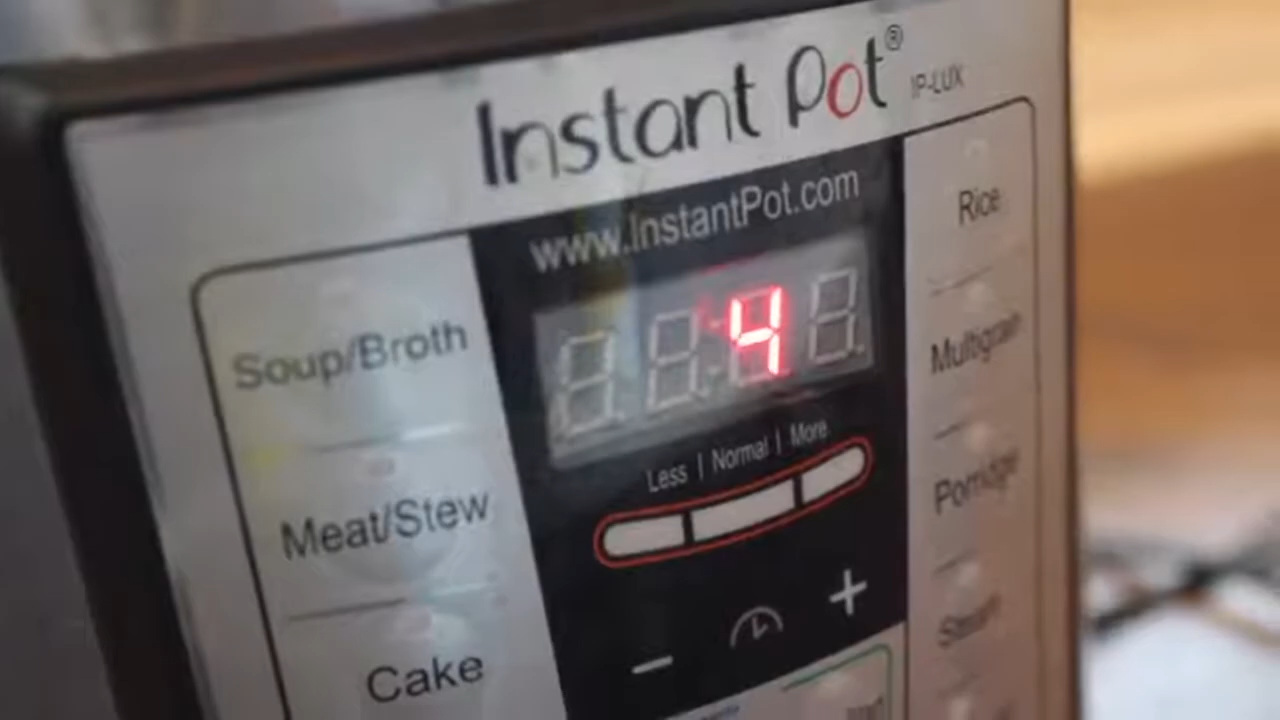 Instant Pot®
IP-LUX
www.InstantPot.com
4
Less | Normal | More
Soup/Broth
Meat/Stew
Cake
− +
Rice
Multigrain
Porridge
Steam